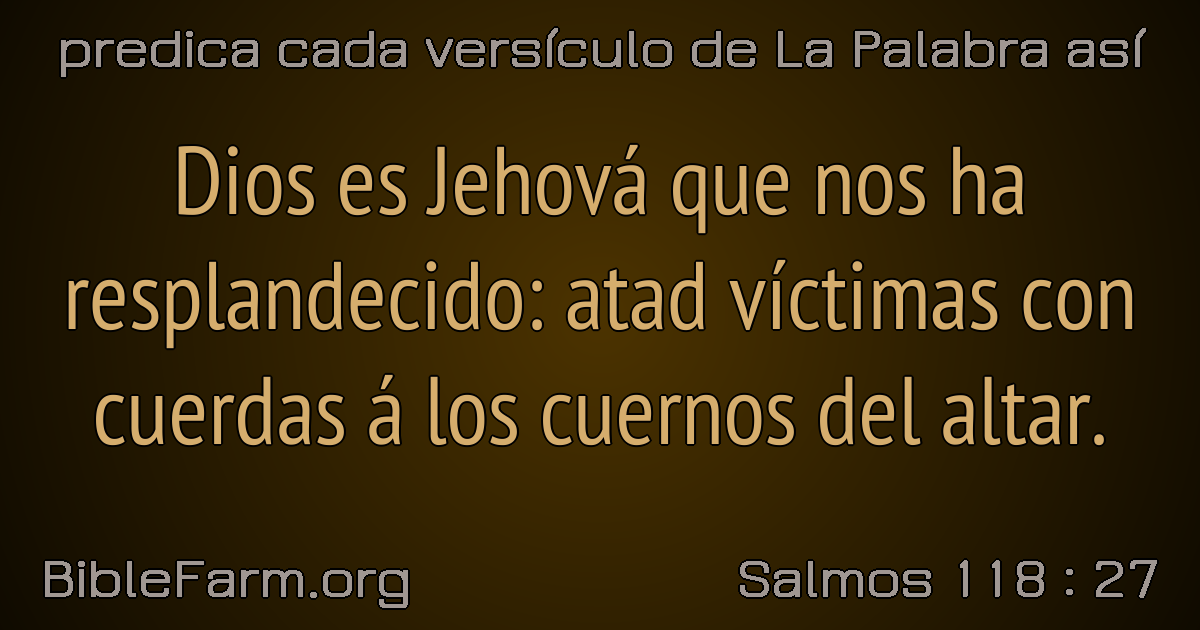 predica cada versículo de La Palabra así
Dios es Jehová que nos ha
resplandecido: atad víctimas con
cuerdas á los cuernos del altar.
BibleFarm.org
Salmos 118 : 27